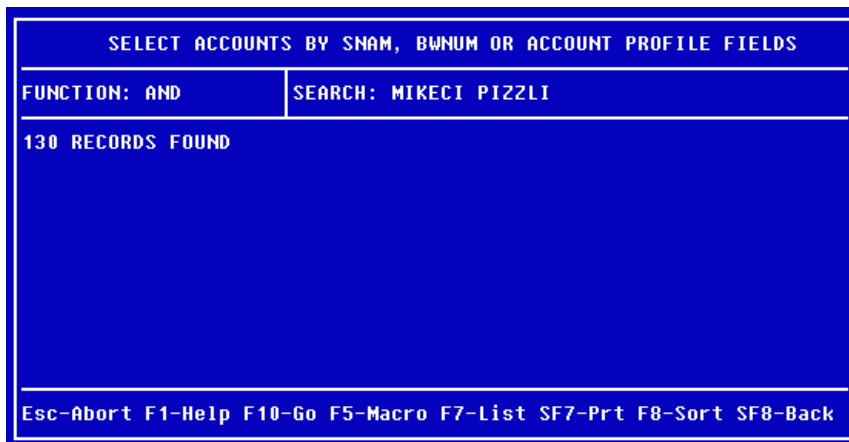 SELECT ACCOUNTS BY SNAM, BWNUM OR ACCOUNT PROFILE FIELDS
FUNCTION: AND SEARCH: MIKECI PIZZLI
130 RECORDS FOUND
Esc-Abort F1-Help F10-Go F5-Macro F7-List SF7-Prt F8-Sort SF8-Back